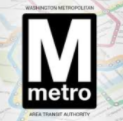 WASHINGTON METROPOLITAN
M
metro
AREA TRANSIT AUTHORITY